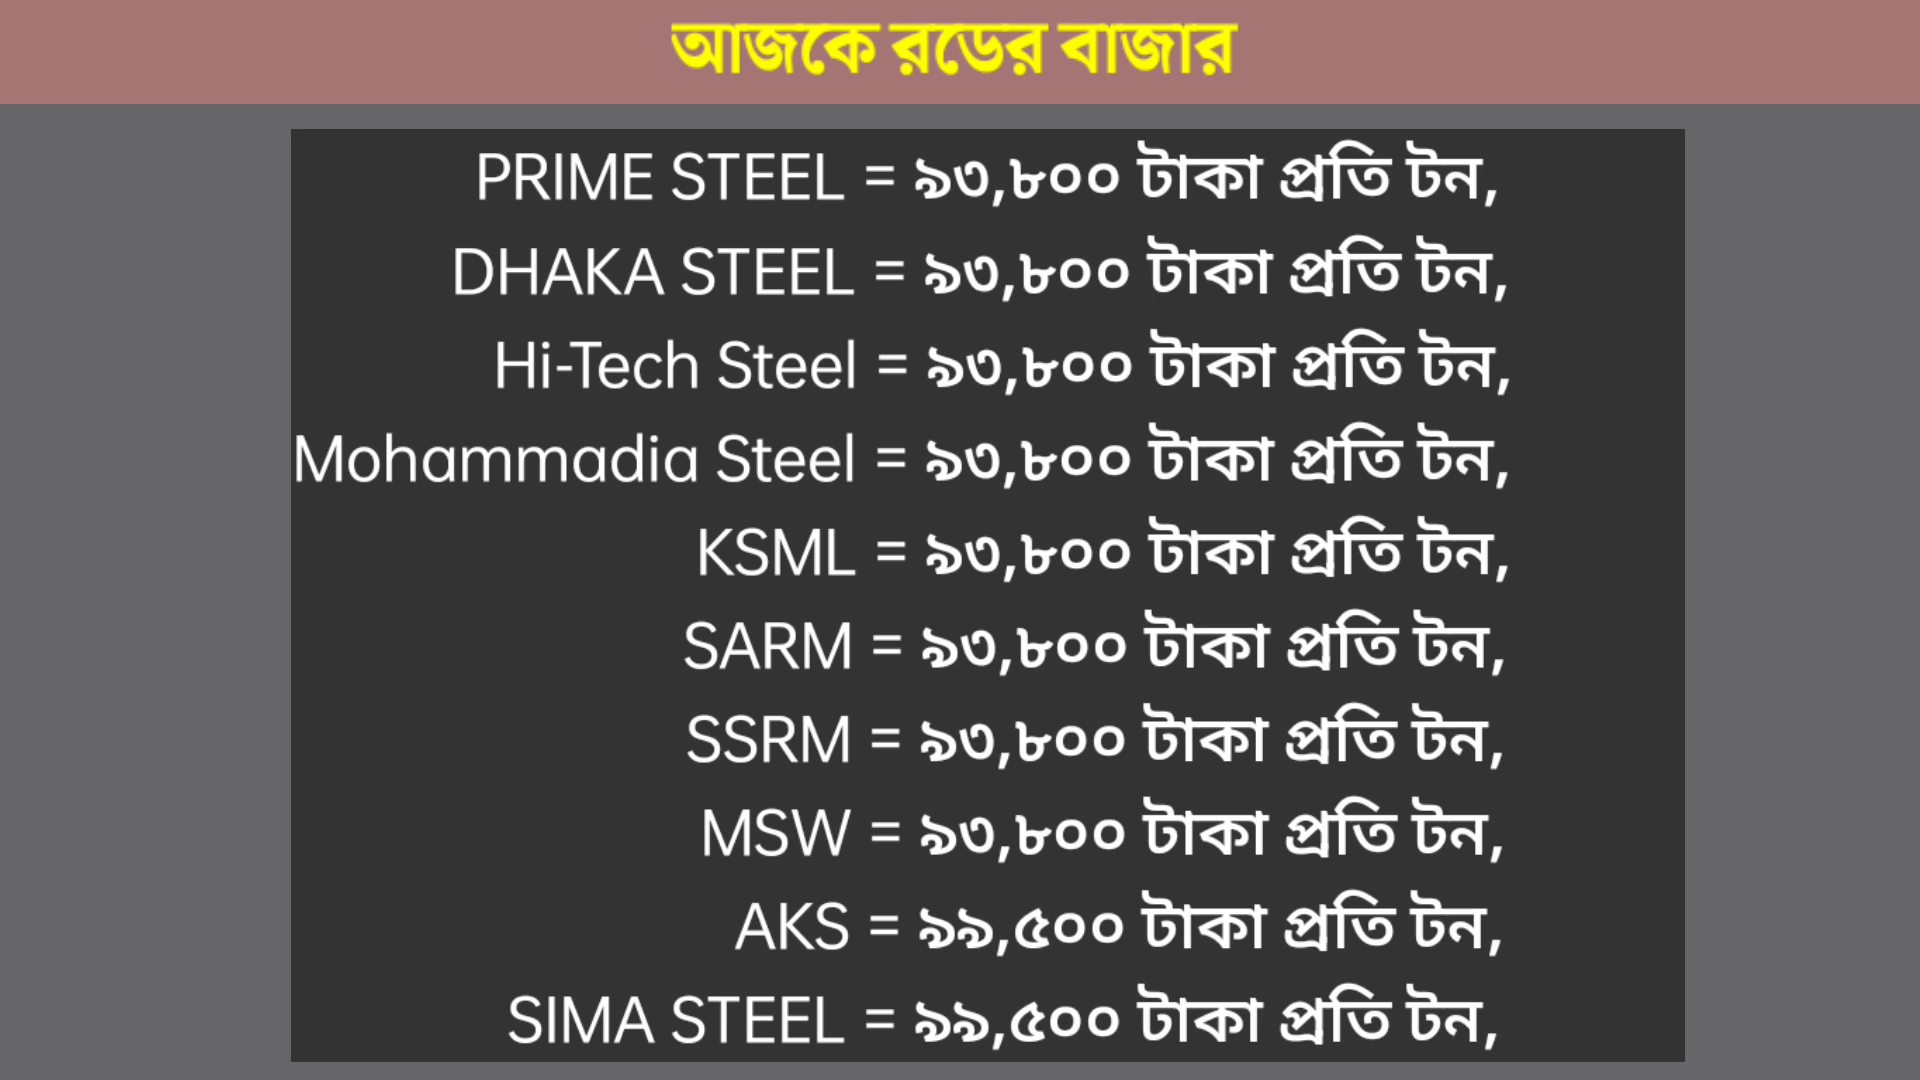 আজকে রডের বাজার
PRIME STEEL = ৯৩,৮০০ টাকা প্রতি টন,
DHAKA STEEL = ৯৩,৮০০ টাকা প্রতি টন,
Hi-Tech Steel = ৯৩,৮০০ টাকা প্রতি টন,
Mohammadia Steel = ৯৩,৮০০ টাকা প্রতি টন,
KSML = ৯৩,৮০০ টাকা প্রতি টন,
SARM = ৯৩,৮০০ টাকা প্রতি টন,
SSRM = ৯৩,৮০০ টাকা প্রতি টন,
MSW = ৯৩,৮০০ টাকা প্রতি টন,
AKS = ৯৯,৫০০ টাকা প্রতি টন,
SIMA STEEL = ৯৯,৫০০ টাকা প্রতি টন,